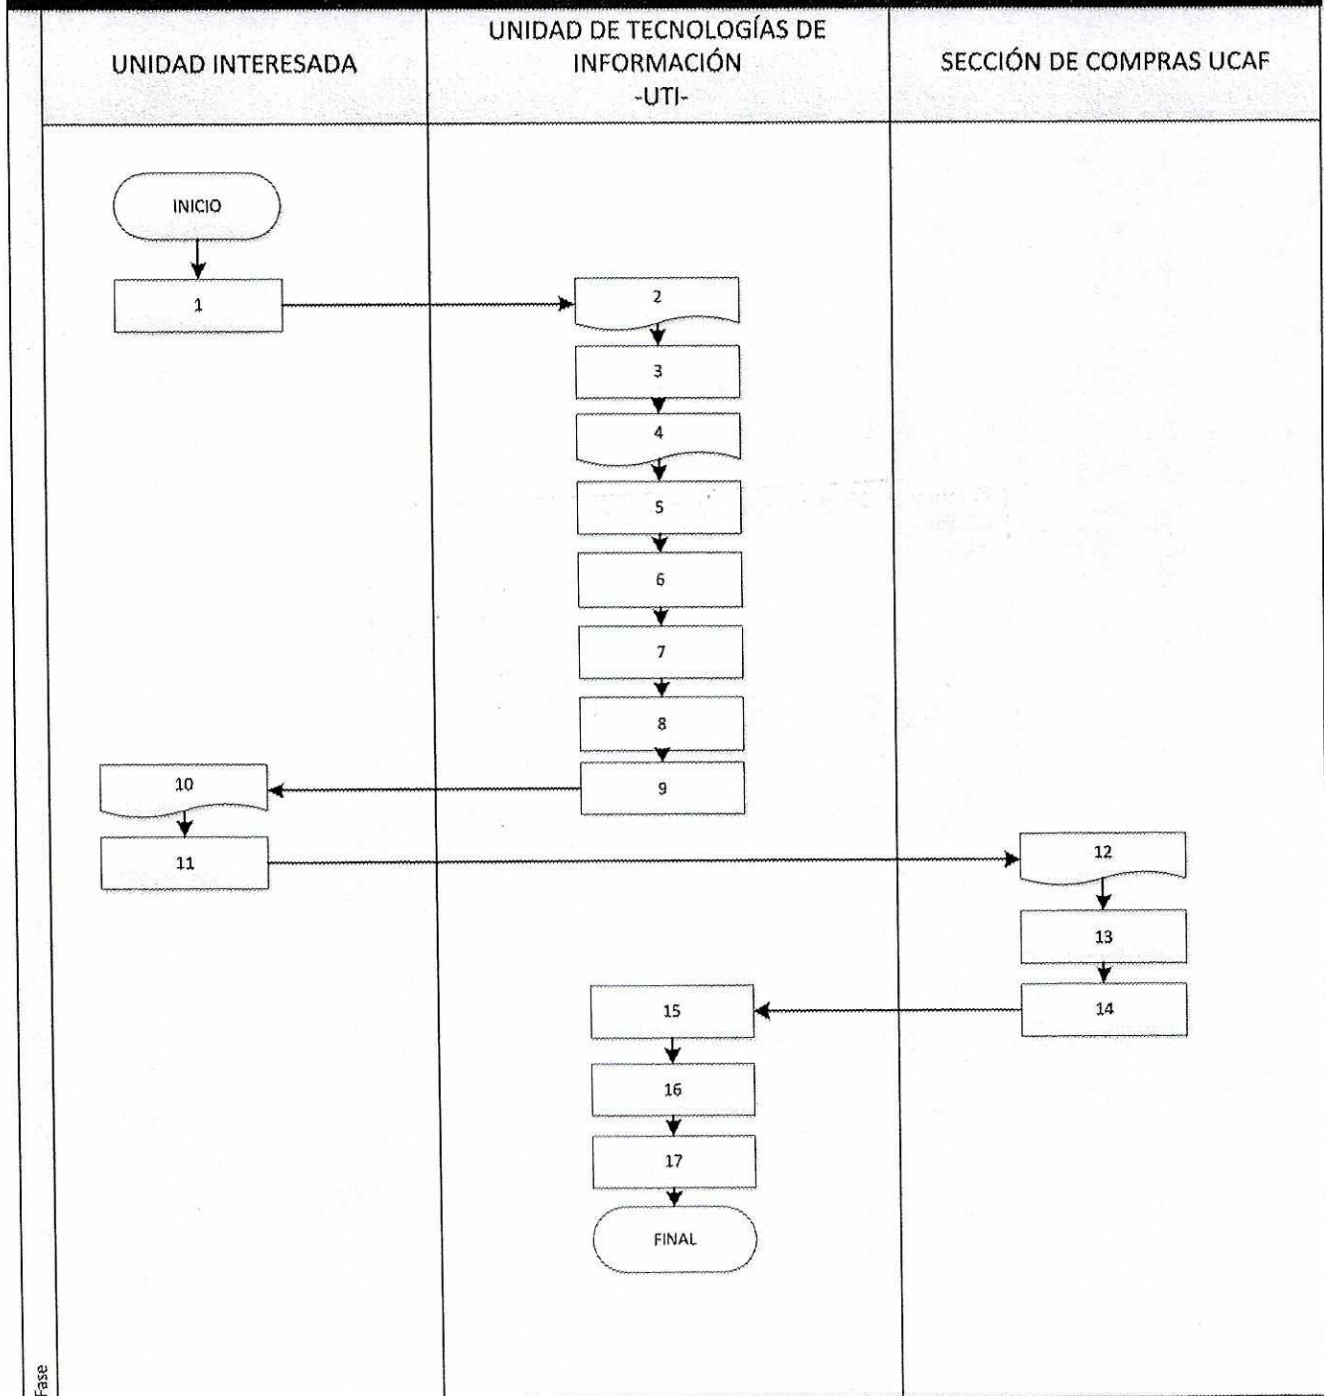 UNIDAD INTERESADA
UNIDAD DE TECNOLOGÍAS DE
INFORMACIÓN
-UTI-
SECCIÓN DE COMPRAS UCAF
INICIO
1
2
3
4
5
6
7
8
9
10
11
12
13
14
15
16
17
FINAL
Fase